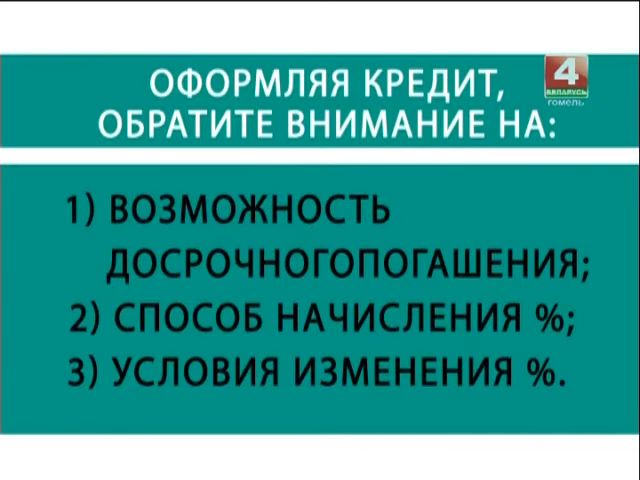 ОФОРМЛЯЯ КРЕДИТ,
ОБРАТИТЕ ВНИМАНИЕ НА:
4
БЕЛАРУСЬ
ГОМЕЛЬ
1) ВОЗМОЖНОСТЬ
ДОСРОЧНОГОПОГАШЕНИЯ;
2) СПОСОБ НАЧИСЛЕНИЯ %;
3) УСЛОВИЯ ИЗМЕНЕНИЯ %.